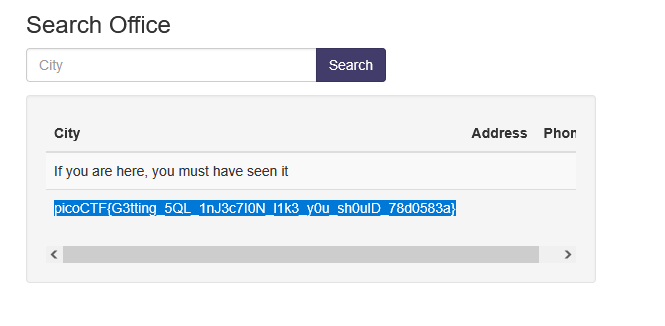 Search Office
City Search
City Address Phon
If you are here, you must have seen it
picoCTF{G3tting_5QL_1nJ3c7I0N_l1k3_y0u_sh0ulD_78d0583a}